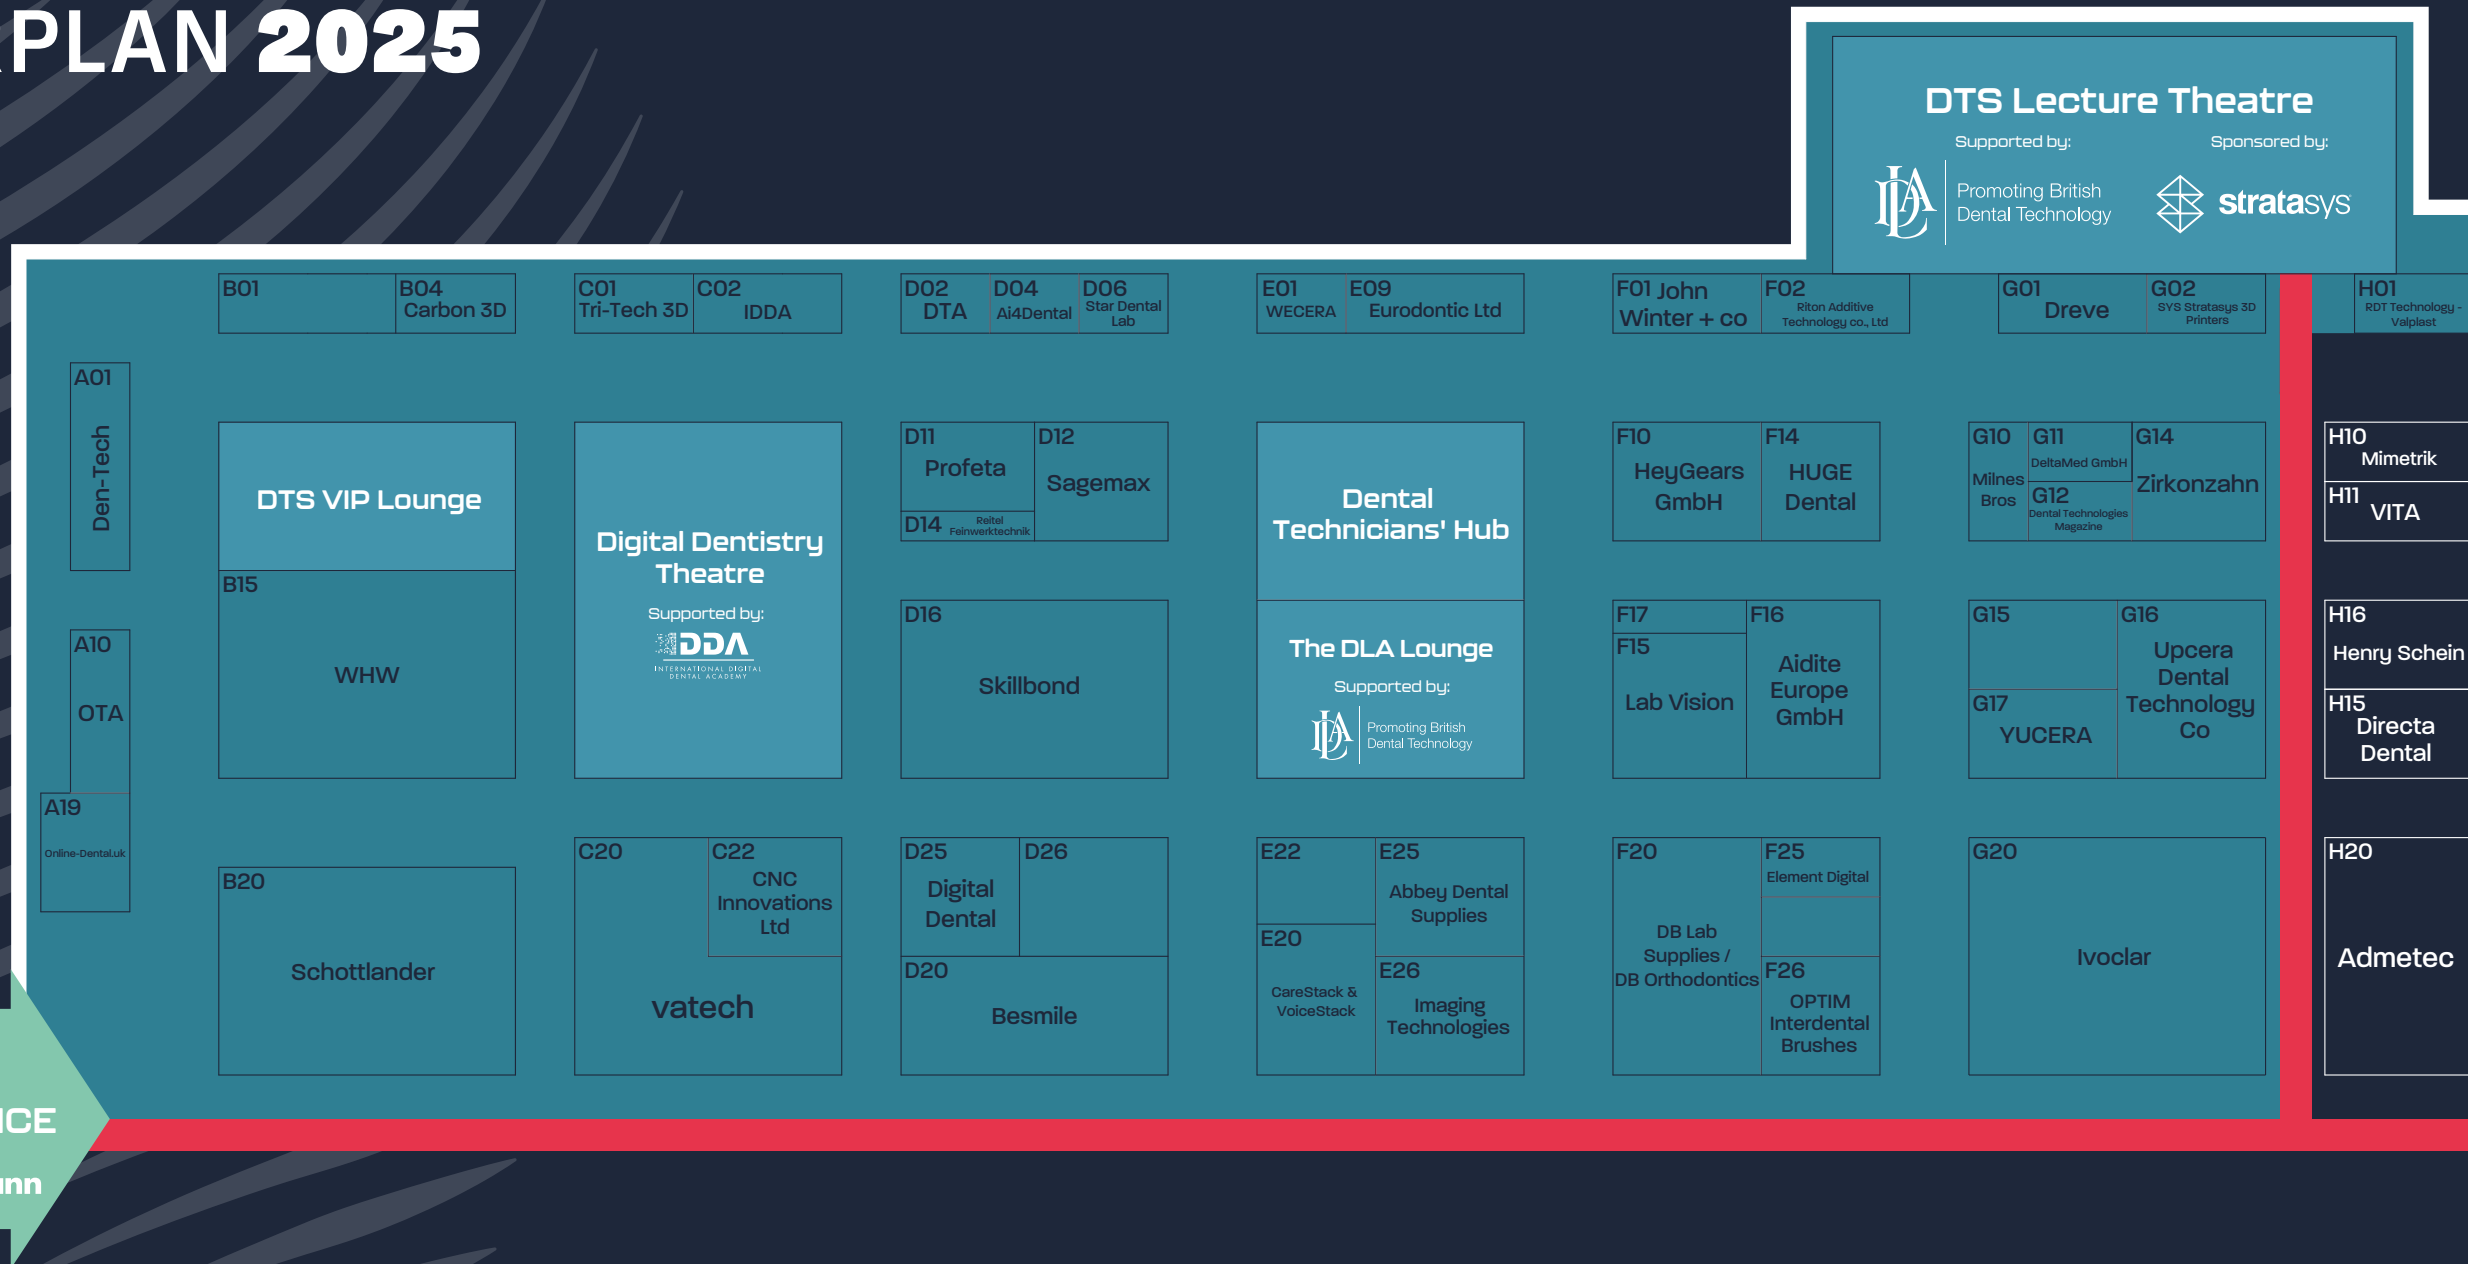 PLAN 2025
DTS Lecture Theatre
Supported by:
Sponsored by:
DLA
Promoting British
Dental Technology
stratasys
B01
B04
Carbon 3D
C01
Tri-Tech 3D
C02
IDDA
D02
DTA
D04
Ai4Dental
D06
Star Dental
Lab
E01
WECERA
E09
Eurodontic Ltd
F01 John
Winter + co
F02
Riton Additive
Technology co., Ltd
G01
Dreve
G02
SYS Stratasys 3D
Printers
H01
RDT Technology -
Valplast
A01
Den-Tech
DTS VIP Lounge
Digital Dentistry
Theatre
Supported by:
IDDA
INTERNATIONAL DIGITAL
DENTAL ACADEMY
D11
Profeta
D12
Sagemax
D14
Reitel
Feinwerktechnik
Dental
Technicians' Hub
F10
HeyGears
GmbH
F14
HUGE
Dental
G10
Milnes
Bros
G11
DeltaMed GmbH
G12
Dental Technologies
Magazine
G14
Zirkonzahn
H10
Mimetrik
H11
VITA
A10
OTA
B15
WHW
D16
Skillbond
The DLA Lounge
Supported by:
DLA
Promoting British
Dental Technology
F17
F15
Lab Vision
F16
Aidite
Europe
GmbH
G15
G17
YUCERA
G16
Upcera
Dental
Technology
Co
H16
Henry Schein
H15
Directa
Dental
A19
Online-Dental.uk
B20
Schottlander
C20
vatech
C22
CNC
Innovations
Ltd
D25
Digital
Dental
D26
D20
Besmile
E22
E20
CareStack &
VoiceStack
E25
Abbey Dental
Supplies
E26
Imaging
Technologies
F20
DB Lab
Supplies /
DB Orthodontics
F25
Element Digital
F26
OPTIM
Interdental
Brushes
G20
Ivoclar
H20
Admetec